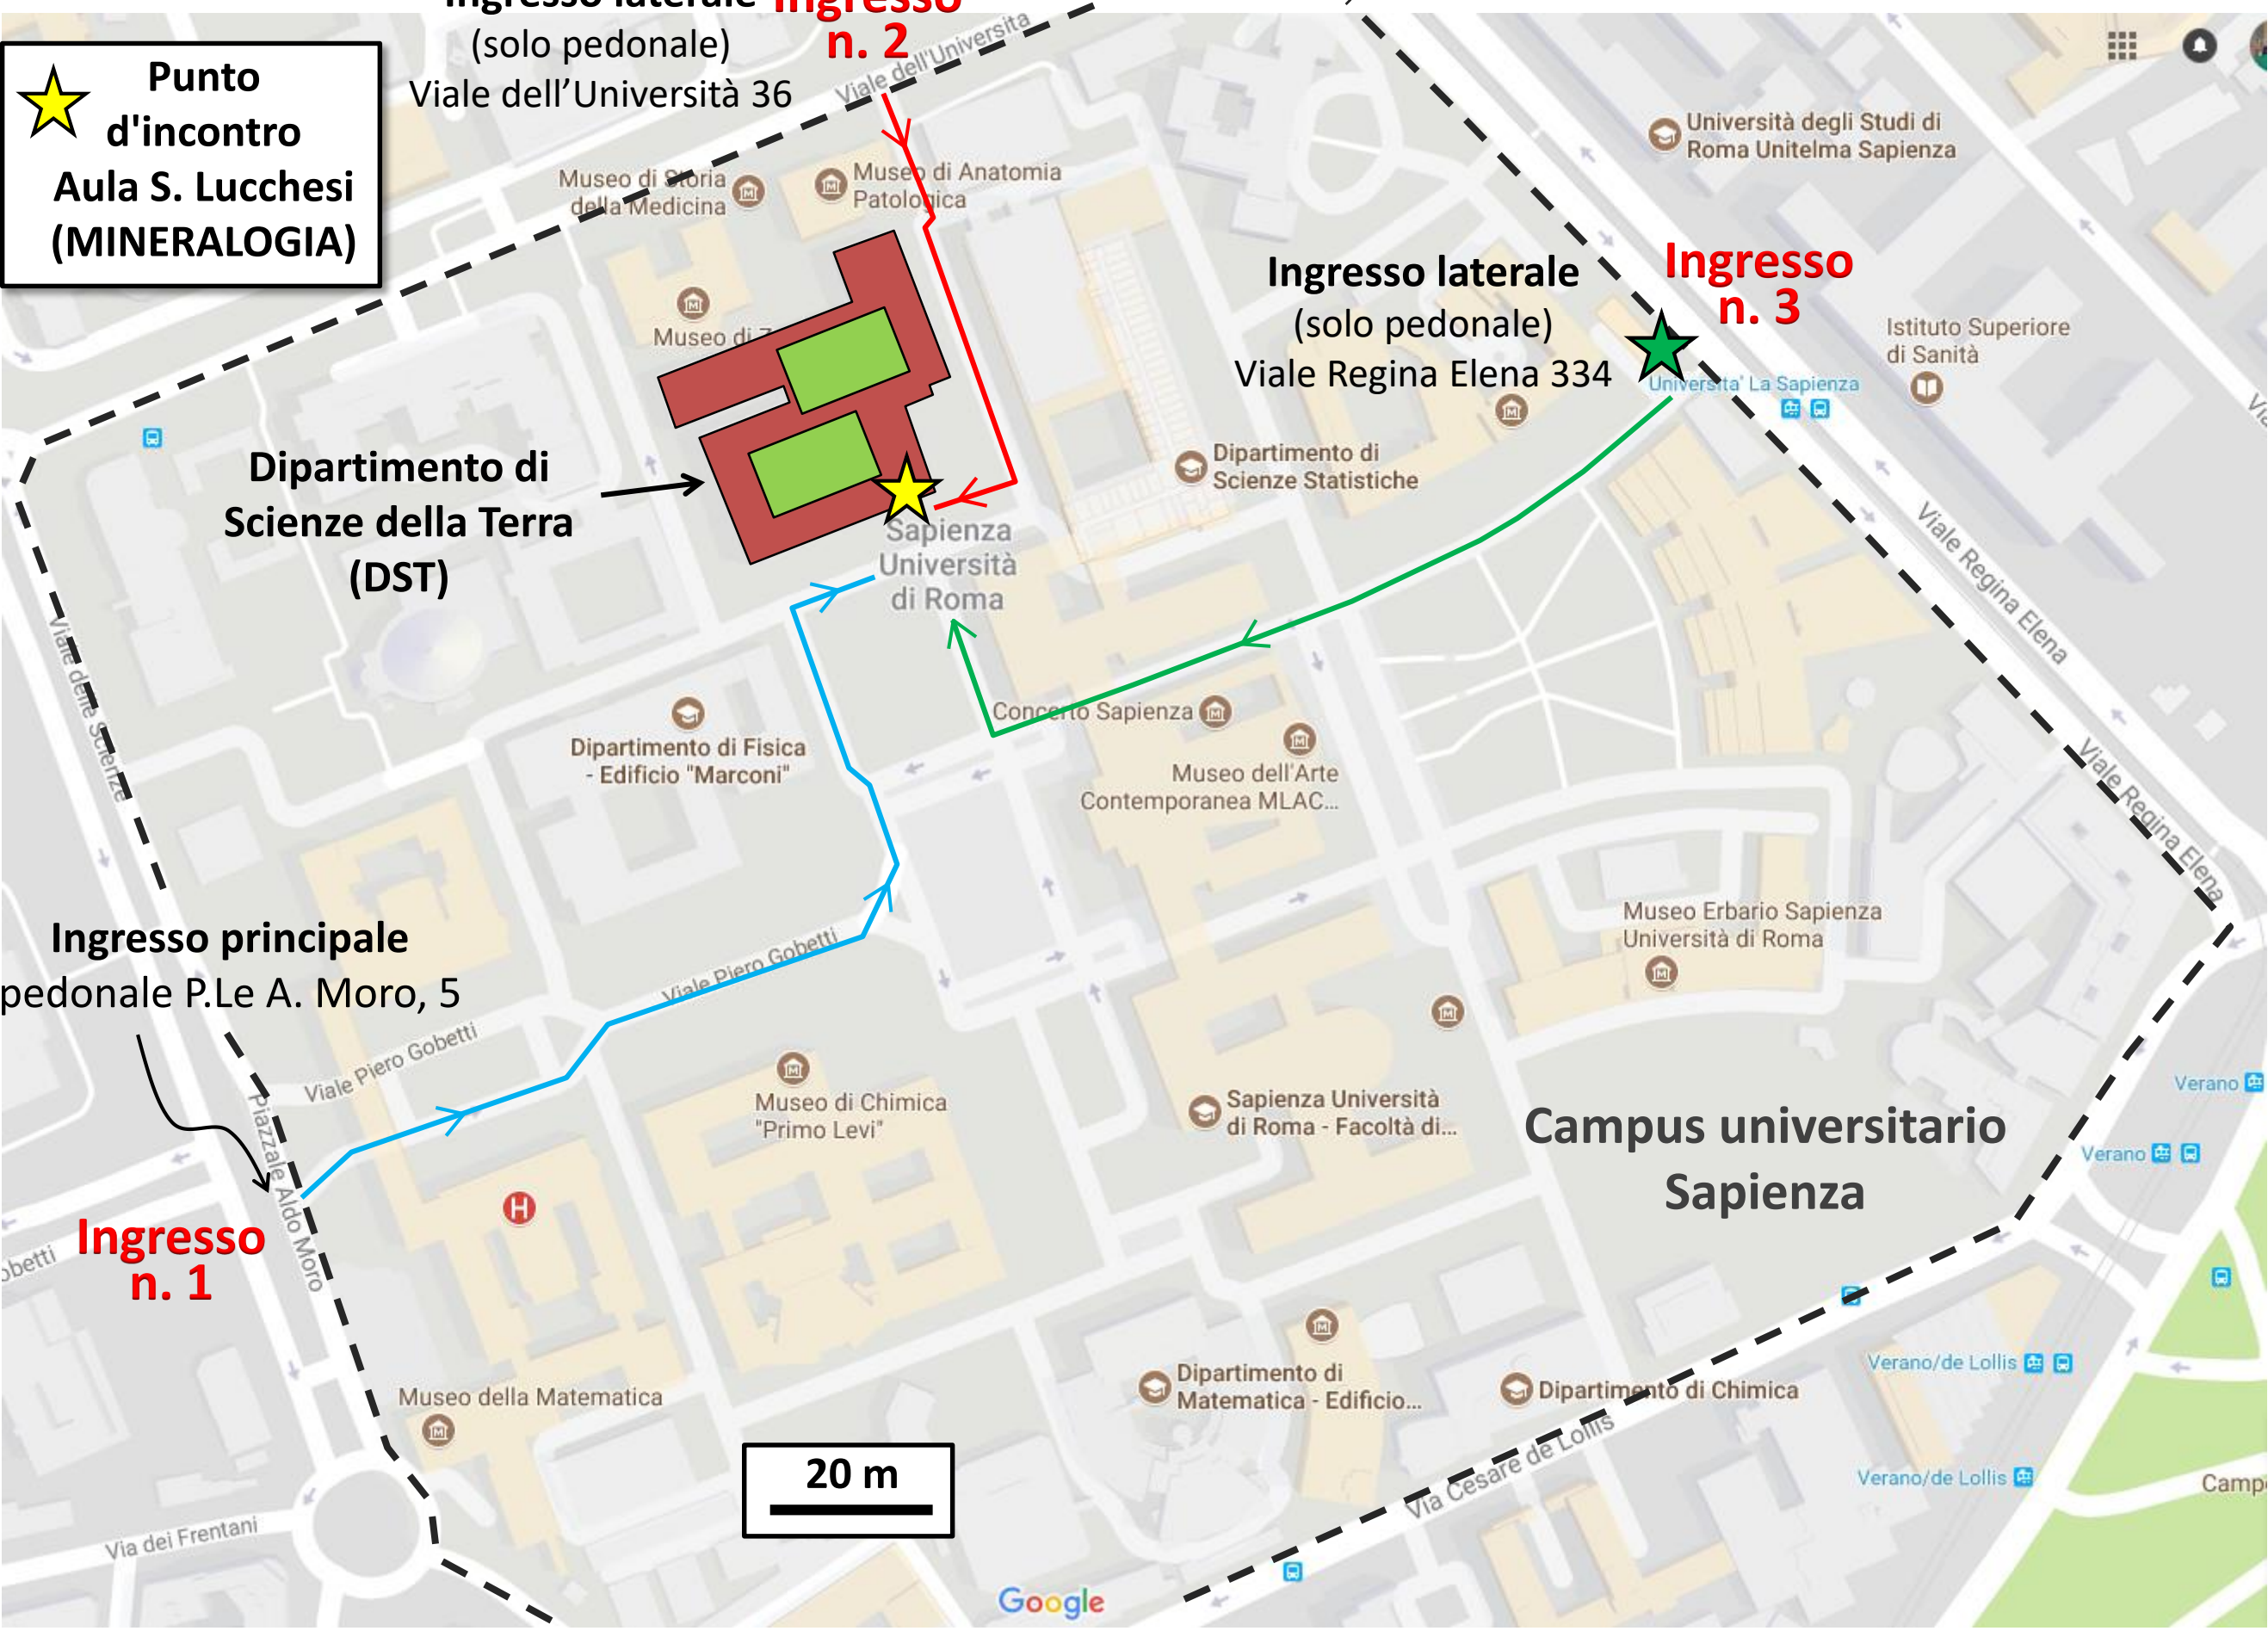 Ingresso laterale
(solo pedonale)
Viale dell'Università 36
Ingresso
n. 2
Punto
d'incontro
Aula S. Lucchesi
(MINERALOGIA)
Viale dell'Universita
Università degli Studi di
Roma Unitelma Sapienza
Museo di Storia
della Medicina
Museo di Anatomia
Patologica
Ingresso laterale
(solo pedonale)
Viale Regina Elena 334
Ingresso
n. 3
Istituto Superiore
di Sanità
Universita' La Sapienza
Museo di
Dipartimento di
Scienze della Terra
(DST)
Dipartimento di
Scienze Statistiche
Sapienza
Università
di Roma
Viale Regina Elena
Viale delle Scienze
Concerto Sapienza
Dipartimento di Fisica
- Edificio "Marconi"
Museo dell'Arte
Contemporanea MLAC...
Viale Regina Elena
Museo Erbario Sapienza
Università di Roma
Ingresso principale
pedonale P.Le A. Moro, 5
Viale Piero Gobetti
Viale Piero Gobetti
Museo di Chimica
"Primo Levi"
Sapienza Università
di Roma - Facoltà di...
Campus universitario
Sapienza
Verano
Verano
Piazzale Aldo Moro
H
Ingresso
n. 1
obetti
Museo della Matematica
Dipartimento di
Matematica - Edificio...
Dipartimento di Chimica
Verano/de Lollis
Verano/de Lollis
Via Cesare de Lollis
20 m
Via dei Frentani
Camp
Google